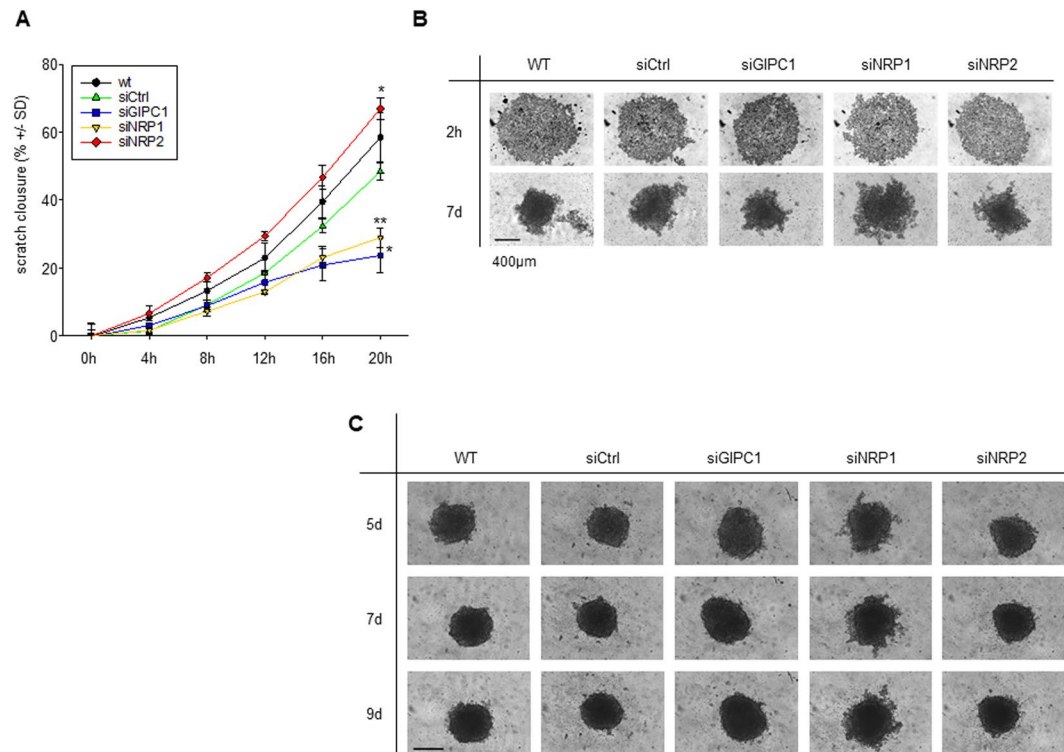 A
80
60
40
20
0
scratch clousure (% +/- SD)
wt
siCtrl
siGIPC1
siNRP1
siNRP2
*
**
*
0h 4h 8h 12h 16h 20h
B
WT siCtrl siGIPC1 siNRP1 siNRP2
2h
7d
400μm
C
WT siCtrl siGIPC1 siNRP1 siNRP2
5d
7d
9d